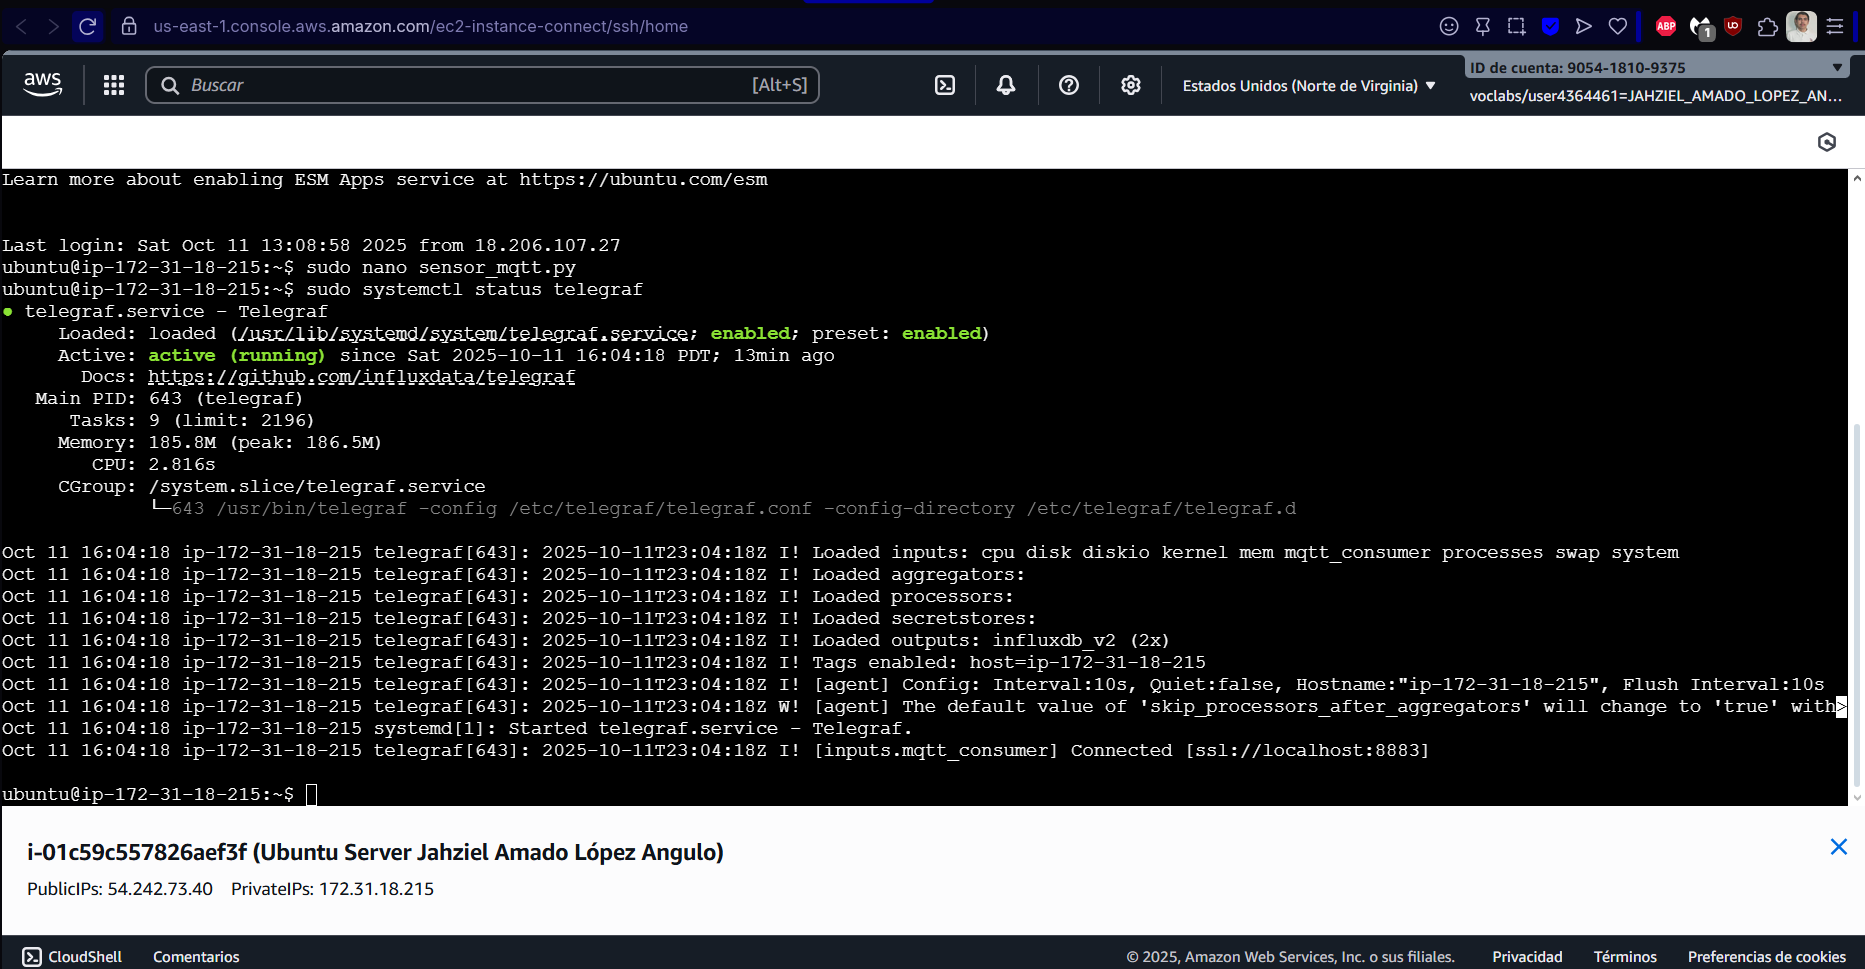 us-east-1.console.aws.amazon.com/ec2-instance-connect/ssh/home
ABP
1
aws
Buscar
[Alt+S]
Estados Unidos (Norte de Virginia)
ID de cuenta: 9054-1810-9375
voclabs/user4364461=JAHZIEL_AMADO_LOPEZ_AN...
Learn more about enabling ESM Apps service at https://ubuntu.com/esm
Last login: Sat Oct 11 13:08:58 2025 from 18.206.107.27
ubuntu@ip-172-31-18-215:~$ sudo nano sensor_mqtt.py
ubuntu@ip-172-31-18-215:~$ sudo systemctl status telegraf
● telegraf.service - Telegraf
Loaded: loaded (/usr/lib/systemd/system/telegraf.service; enabled; preset: enabled)
Active: active (running) since Sat 2025-10-11 16:04:18 PDT; 13min ago
Docs: https://github.com/influxdata/telegraf
Main PID: 643 (telegraf)
Tasks: 9 (limit: 2196)
Memory: 185.8M (peak: 186.5M)
CPU: 2.816s
CGroup: /system.slice/telegraf.service
└─643 /usr/bin/telegraf -config /etc/telegraf/telegraf.conf -config-directory /etc/telegraf/telegraf.d
Oct 11 16:04:18 ip-172-31-18-215 telegraf[643]: 2025-10-11T23:04:18Z I! Loaded inputs: cpu disk diskio kernel mem mqtt_consumer processes swap system
Oct 11 16:04:18 ip-172-31-18-215 telegraf[643]: 2025-10-11T23:04:18Z I! Loaded aggregators:
Oct 11 16:04:18 ip-172-31-18-215 telegraf[643]: 2025-10-11T23:04:18Z I! Loaded processors:
Oct 11 16:04:18 ip-172-31-18-215 telegraf[643]: 2025-10-11T23:04:18Z I! Loaded secretstores:
Oct 11 16:04:18 ip-172-31-18-215 telegraf[643]: 2025-10-11T23:04:18Z I! Loaded outputs: influxdb_v2 (2x)
Oct 11 16:04:18 ip-172-31-18-215 telegraf[643]: 2025-10-11T23:04:18Z I! Tags enabled: host=ip-172-31-18-215
Oct 11 16:04:18 ip-172-31-18-215 telegraf[643]: 2025-10-11T23:04:18Z I! [agent] Config: Interval:10s, Quiet:false, Hostname:"ip-172-31-18-215", Flush Interval:10s
Oct 11 16:04:18 ip-172-31-18-215 telegraf[643]: 2025-10-11T23:04:18Z W! [agent] The default value of 'skip_processors_after_aggregators' will change to 'true' with>
Oct 11 16:04:18 ip-172-31-18-215 systemd[1]: Started telegraf.service - Telegraf.
Oct 11 16:04:18 ip-172-31-18-215 telegraf[643]: 2025-10-11T23:04:18Z I! [inputs.mqtt_consumer] Connected [ssl://localhost:8883]
ubuntu@ip-172-31-18-215:~$
i-01c59c557826aef3f (Ubuntu Server Jahziel Amado López Angulo)
PublicIPs: 54.242.73.40 PrivateIPs: 172.31.18.215
CloudShell
Comentarios
© 2025, Amazon Web Services, Inc. o sus filiales.
Privacidad
Términos
Preferencias de cookies